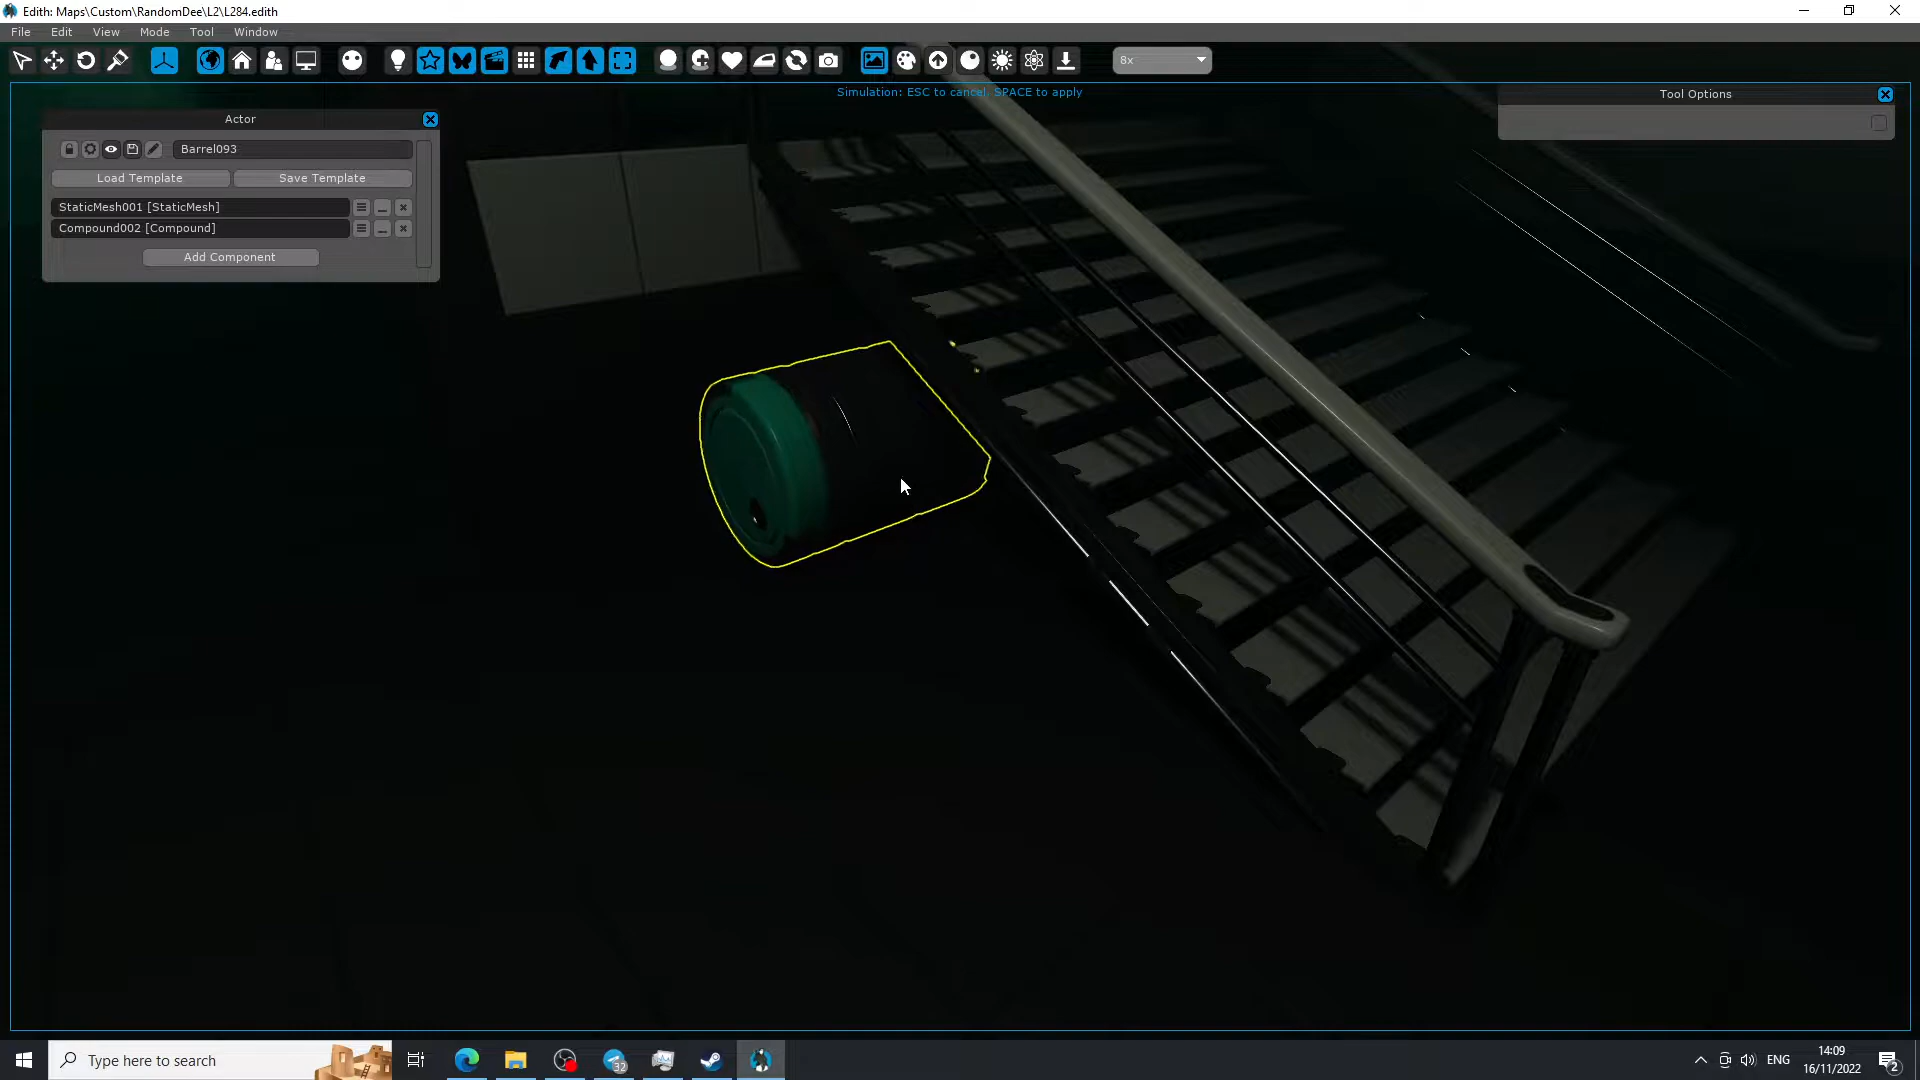 Edith: Maps\Custom\RandomDee\L2\L284.edith
File Edit View Mode Tool Window
8x
Simulation: ESC to cancel, SPACE to apply
Tool Options
Actor
Barrel093
Load Template Save Template
StaticMesh001 [StaticMesh]
Compound002 [Compound]
Add Component
Type here to search
32
ENG
14:09
16/11/2022
2